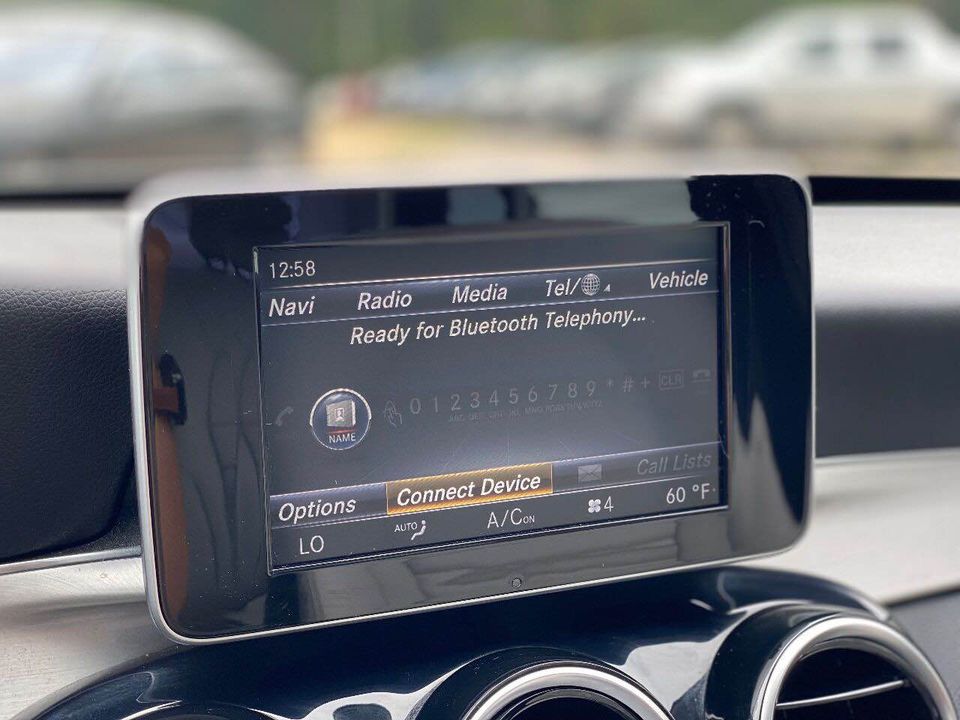 12:58
Navi Radio Media Tel/ Vehicle
Ready for Bluetooth Telephony...
NAME 0 1 2 3 4 5 6 7 8 9 * # + CLR
Options Connect Device Call Lists
LO AUTO A/C ON 4 60 °F